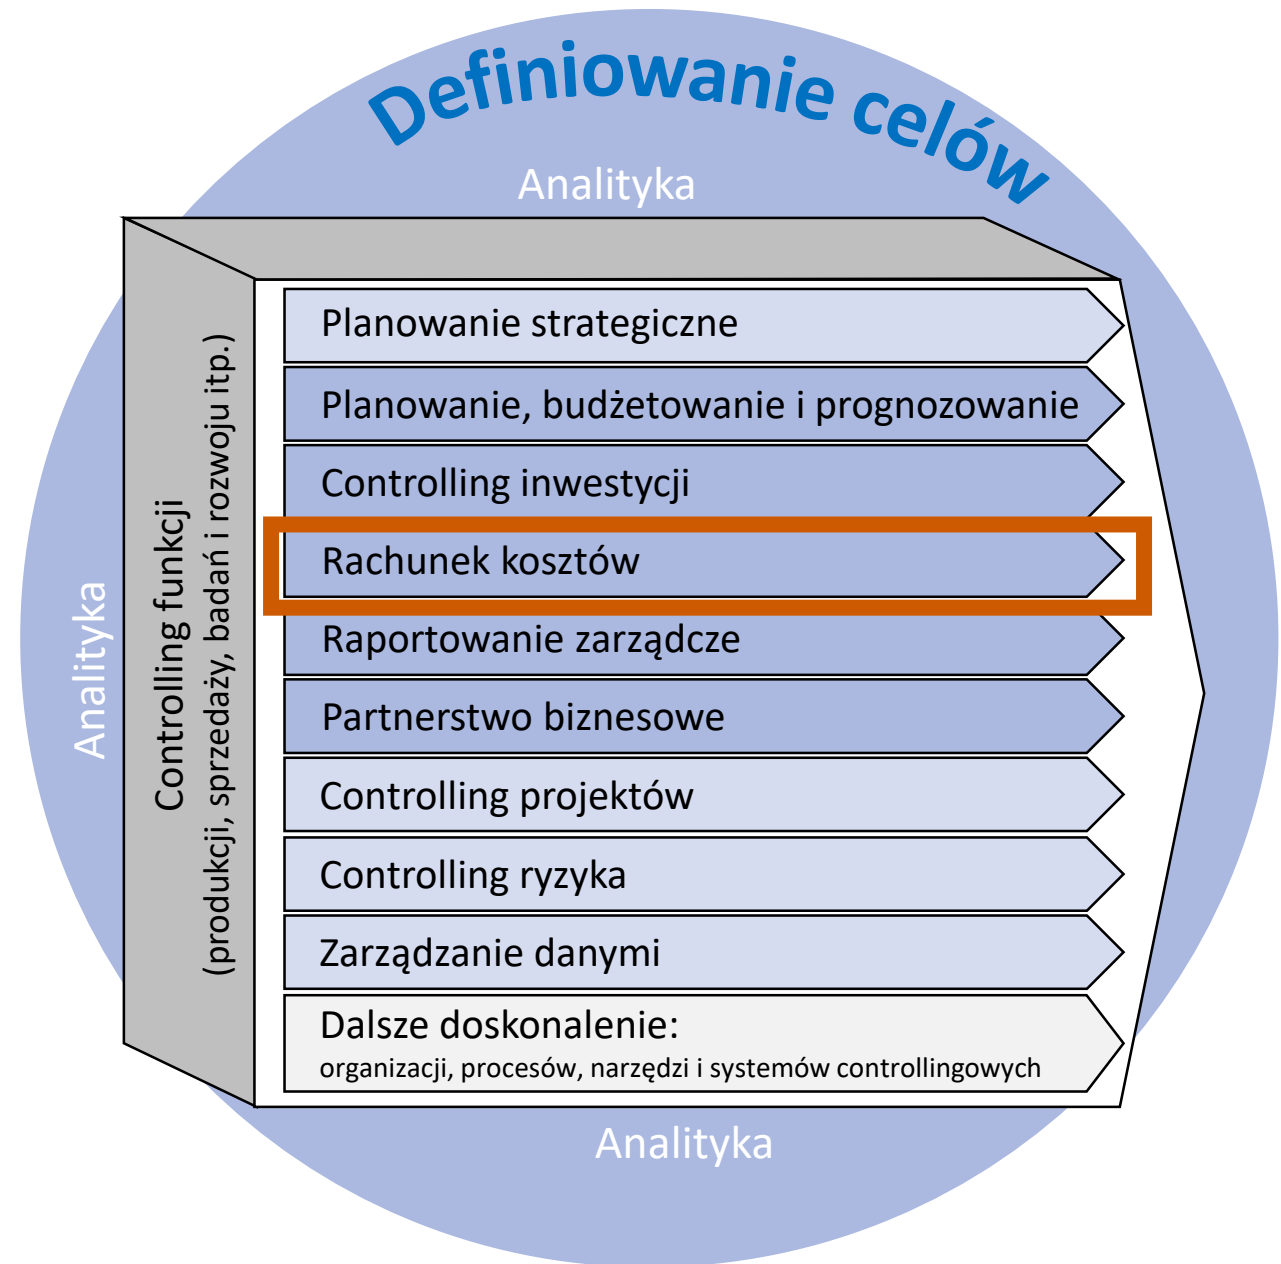 Definiowanie celów
Analityka
Analityka
Controlling funkcji
(produkcji, sprzedaży, badań i rozwoju itp.)
Planowanie strategiczne
Planowanie, budżetowanie i prognozowanie
Controlling inwestycji
Rachunek kosztów
Raportowanie zarządcze
Partnerstwo biznesowe
Controlling projektów
Controlling ryzyka
Zarządzanie danymi
Dalsze doskonalenie:
organizacji, procesów, narzędzi i systemów controllingowych
Analityka